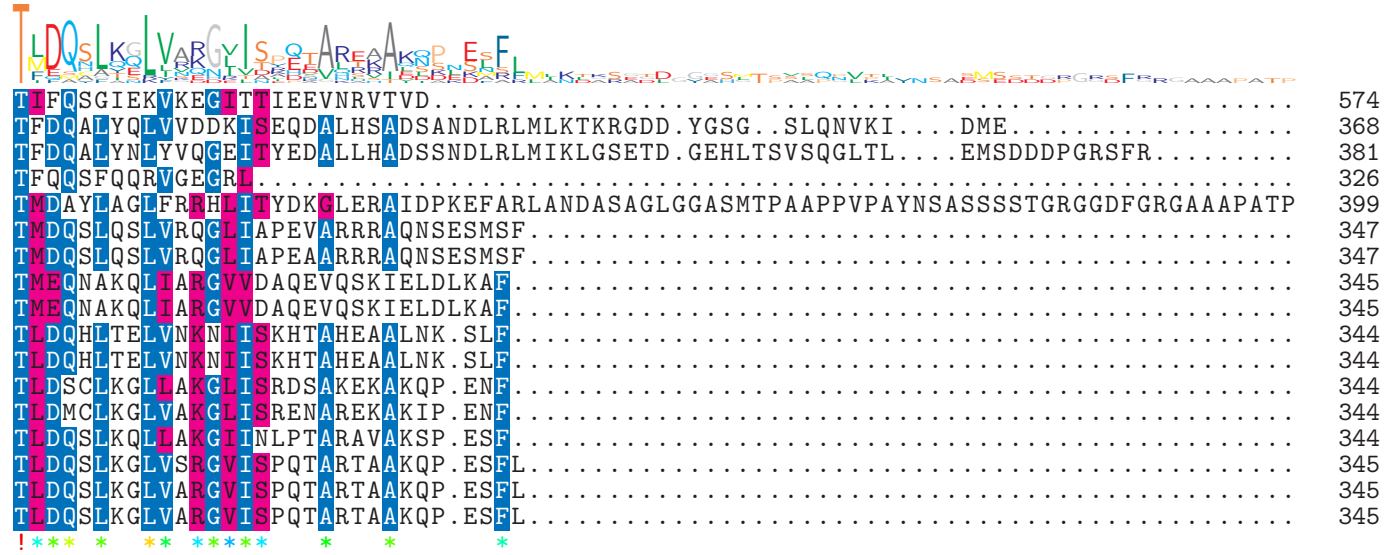 TIFQSGIEKVKEGITTIEEVNRVTVD...................................................... 574
TFDQALYQLVVDDKISEQDALHSADSANDLRLMLKTKRGDD.YGSG..SLQNVKI....DME.................. 368
TFDQALYNLYVQGEITYEDALLHADSSNDLRLMIKLGSETD.GEHLTSVSQGLTL....EMSDDDPGRSFR......... 381
TFQQSFQQRVGEGRL................................................................. 326
TMDAYLAGLFRRHLITYDKGLERAIDPKEFARLANDASAGLGGASMTPAAPPVPAYNSASSSSTGRGGDFGRGAAAPATP 399
TMDQSLQSLVRQGLIAPEVARRRAQNSESMSF................................................ 347
TMDQSLQSLVRQGLIAPEAARRRAQNSESMSF................................................ 347
TMEQNAKQLIARGVVDAQEVQSKIELDLKAF................................................. 345
TMEQNAKQLIARGVVDAQEVQSKIELDLKAF................................................. 345
TLDQHLTELVNKNIISKHTAHEAALNK.SLF................................................. 344
TLDQHLTELVNKNIISKHTAHEAALNK.SLF................................................. 344
TLDSCLKGLLAKGLISRDSAKEKAKQP.ENF................................................. 344
TLDMCLKGLVAKGLISRENAREKAKIP.ENF................................................. 344
TLDQSLKQLLAKGIINLPTARAVAKSP.ESF................................................. 344
TLDQSLKGLVSRGVISPQTARTAAKQP.ESFL................................................ 345
TLDQSLKGLVARGVISPQTARTAAKQP.ESFL................................................ 345
TLDQSLKGLVARGVISPQTARTAAKQP.ESFL................................................ 345
!*** *  ** *****   *   *      *